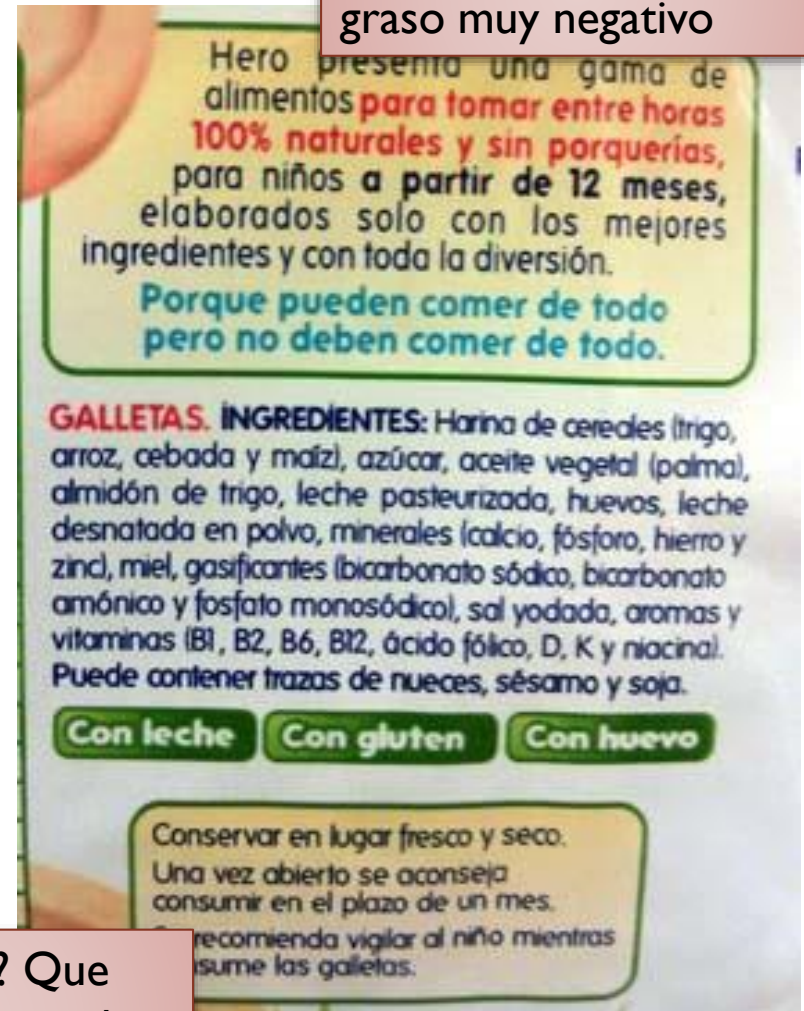 graso muy negativo
Hero presenta una gama de
alimentos para tomar entre horas
100% naturales y sin porquerías,
para niños a partir de 12 meses,
elaborados solo con los mejores
ingredientes y con toda la diversión.
Porque pueden comer de todo
pero no deben comer de todo.
GALLETAS. INGREDIENTES: Harina de cereales (trigo,
arroz, cebada y maíz), azúcar, aceite vegetal (palma),
almidón de trigo, leche pasteurizada, huevos, leche
desnatada en polvo, minerales (calcio, fósforo, hierro y
zinc), miel, gasificantes (bicarbonato sódico, bicarbonato
amónico y fosfato monosódico), sal yodada, aromas y
vitaminas (B1, B2, B6, B12, ácido fólico, D, K y niacina).
Puede contener trazas de nueces, sésamo y soja.
Con leche Con gluten Con huevo
Conservar en lugar fresco y seco.
Una vez abierto se aconseja
consumir en el plazo de un mes.
recomienda vigilar al niño mientras
sume las galletas.
? Que